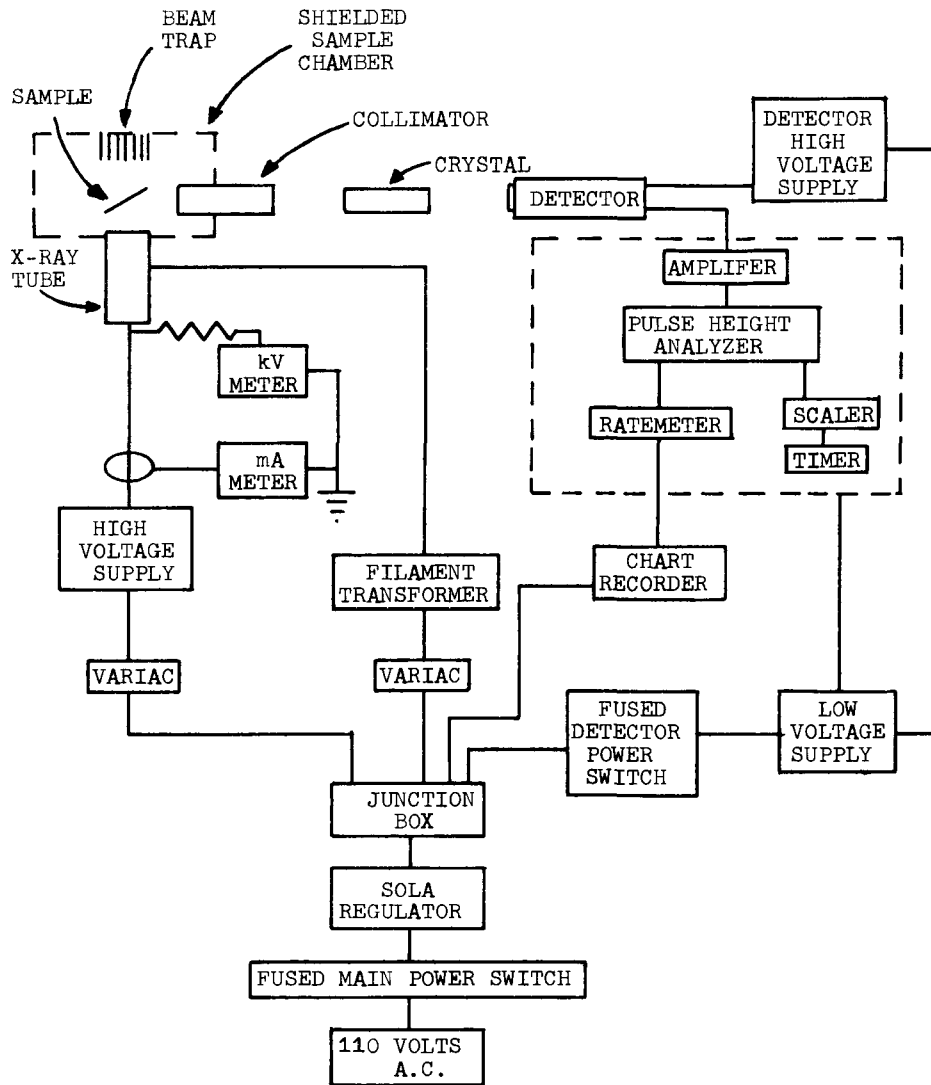 BEAM
TRAP
SHIELDED
SAMPLE
CHAMBER
SAMPLE
COLLIMATOR
CRYSTAL
DETECTOR
DETECTOR
HIGH
VOLTAGE
SUPPLY
X-RAY
TUBE
AMPLIFER
PULSE HEIGHT
ANALYZER
kV
METER
RATEMETER
SCALER
TIMER
mA
METER
HIGH
VOLTAGE
SUPPLY
FILAMENT
TRANSFORMER
CHART
RECORDER
VARIAC
VARIAC
FUSED
DETECTOR
POWER
SWITCH
LOW
VOLTAGE
SUPPLY
JUNCTION
BOX
SOLA
REGULATOR
FUSED MAIN POWER SWITCH
110 VOLTS
A.C.